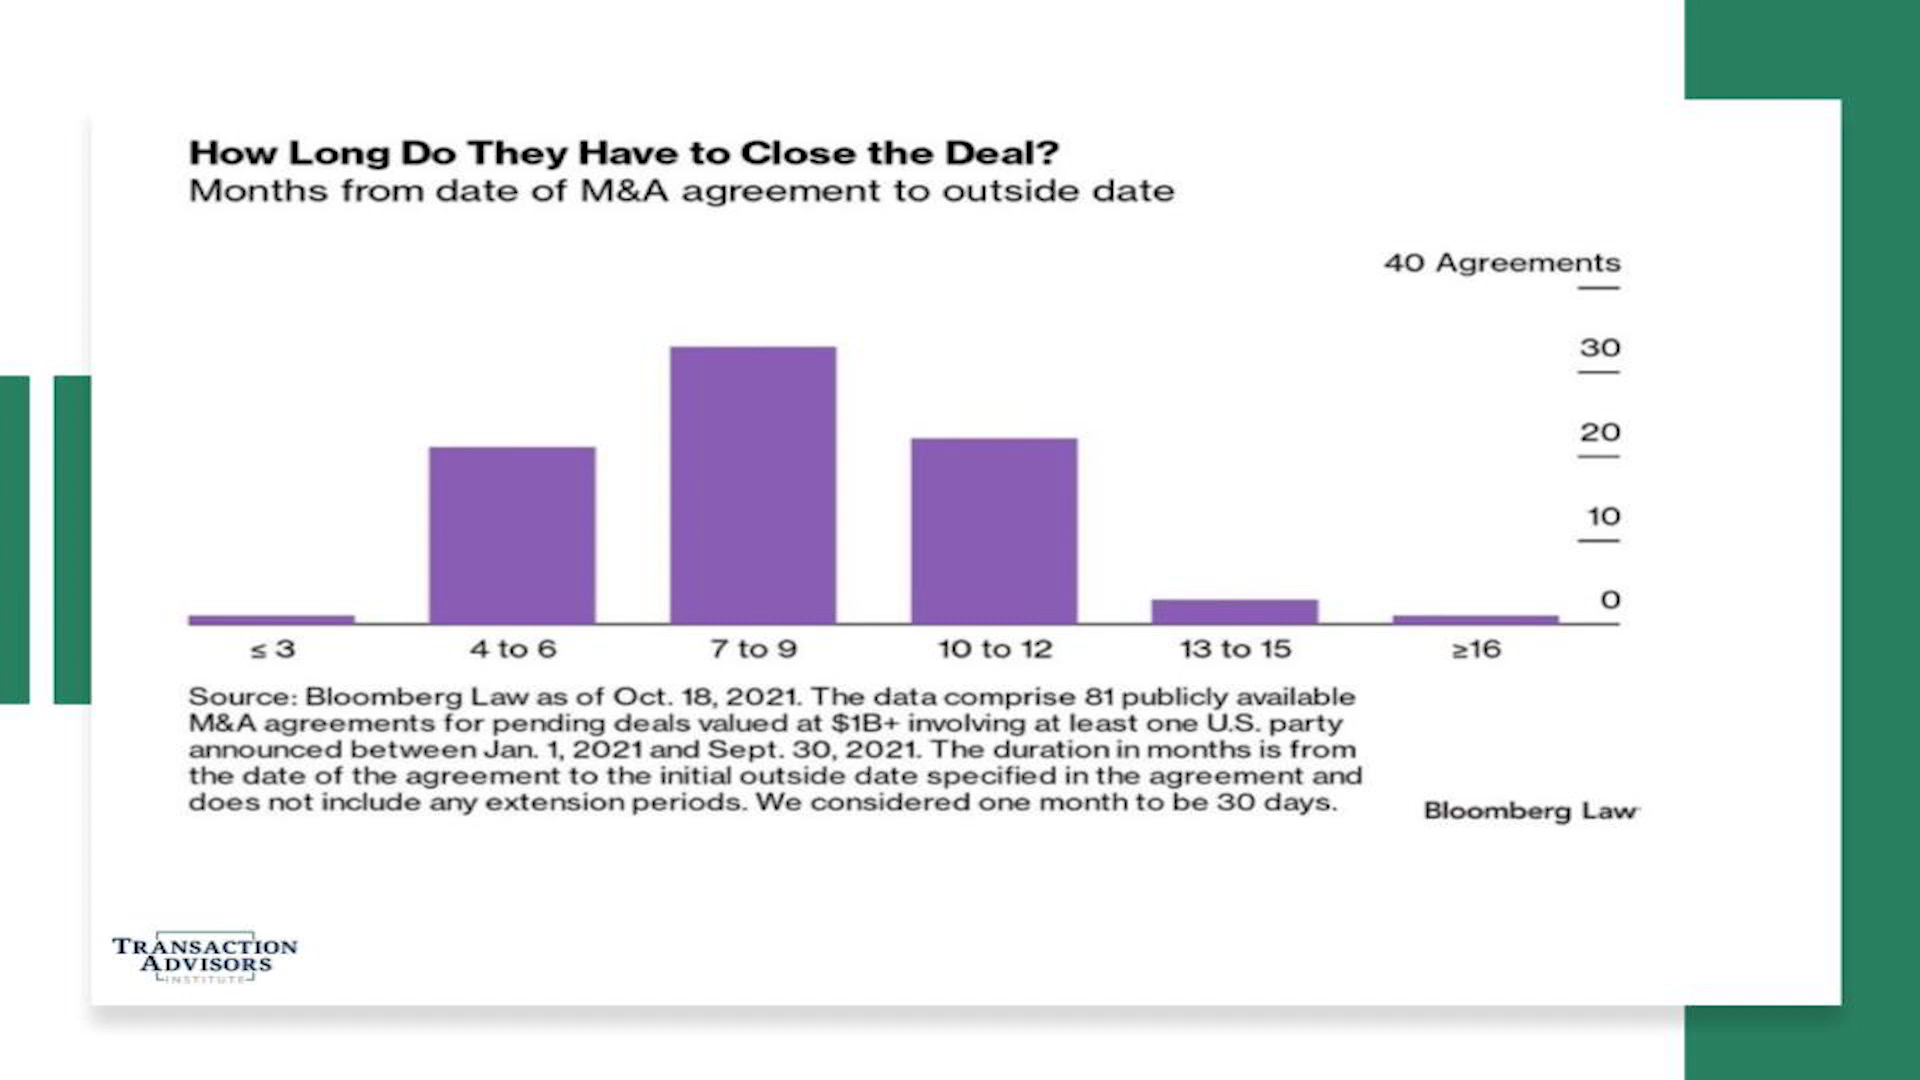 How Long Do They Have to Close the Deal?
Months from date of M&A agreement to outside date
40 Agreements
30
20
10
0
≤ 3
4 to 6
7 to 9
10 to 12
13 to 15
≥16
Source: Bloomberg Law as of Oct. 18, 2021. The data comprise 81 publicly available
M&A agreements for pending deals valued at $1B+ involving at least one U.S. party
announced between Jan. 1, 2021 and Sept. 30, 2021. The duration in months is from
the date of the agreement to the initial outside date specified in the agreement and
does not include any extension periods. We considered one month to be 30 days.
Bloomberg Law
TRANSACTION
ADVISORS
INSTITUTE